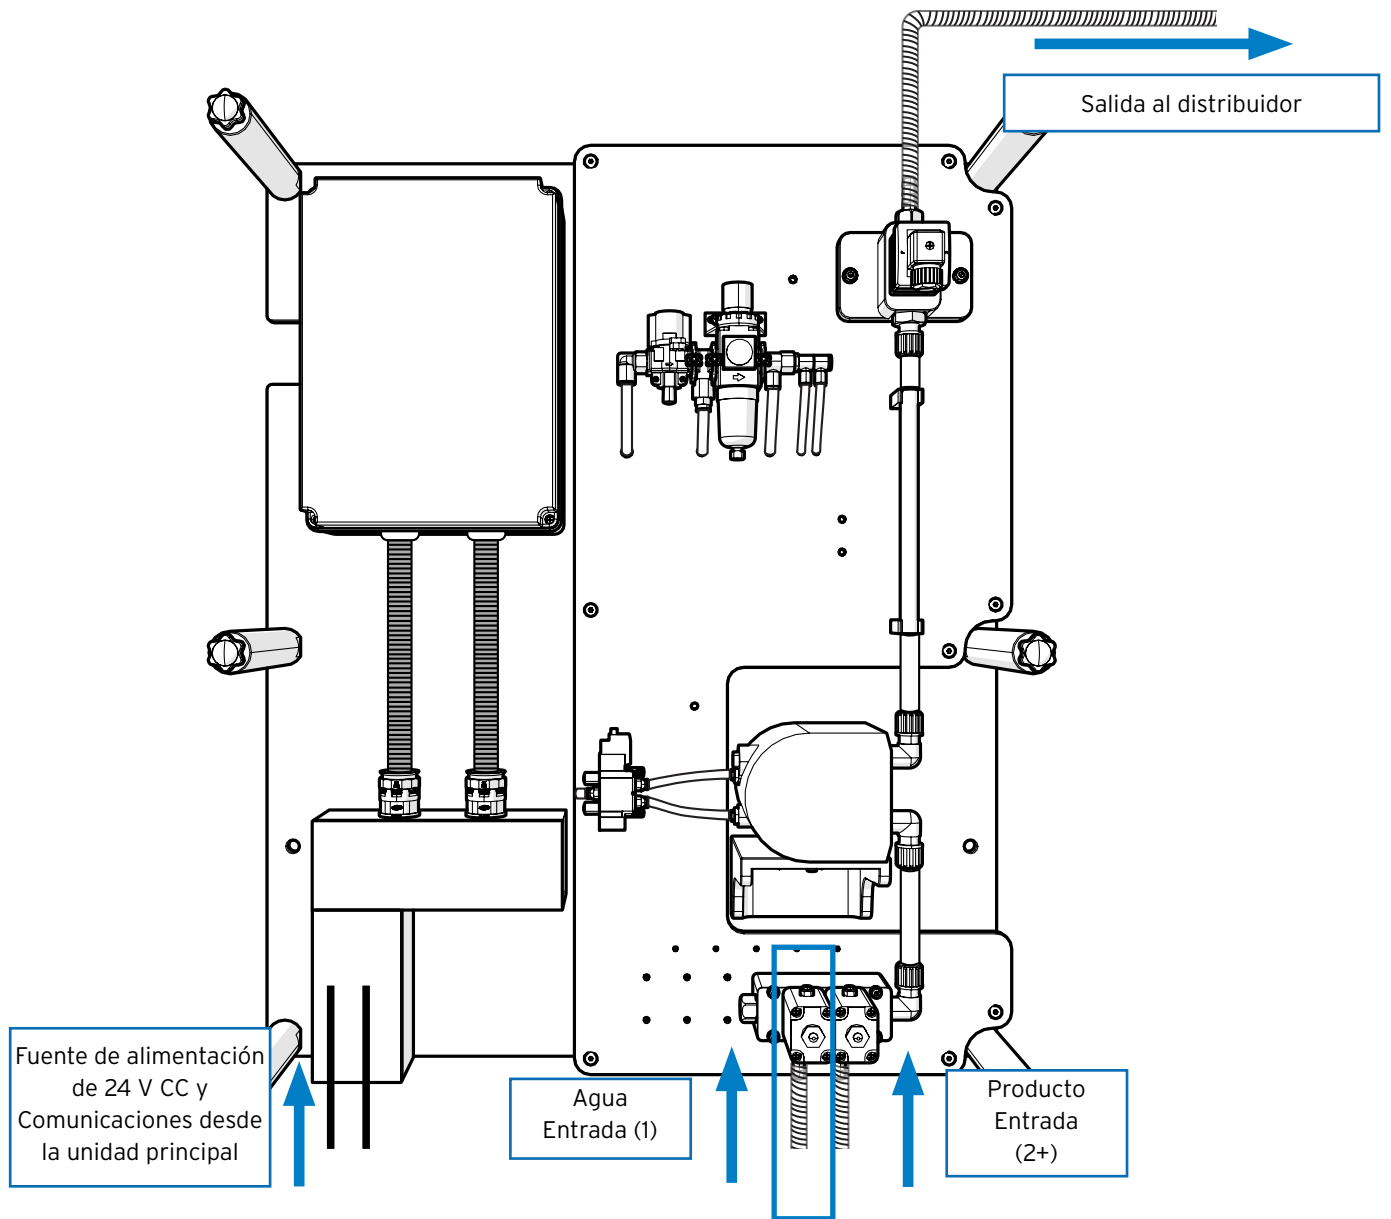 Salida al distribuidor
Fuente de alimentación
de 24 V CC y
Comunicaciones desde
la unidad principal
Agua
Entrada (1)
Producto
Entrada
(2+)